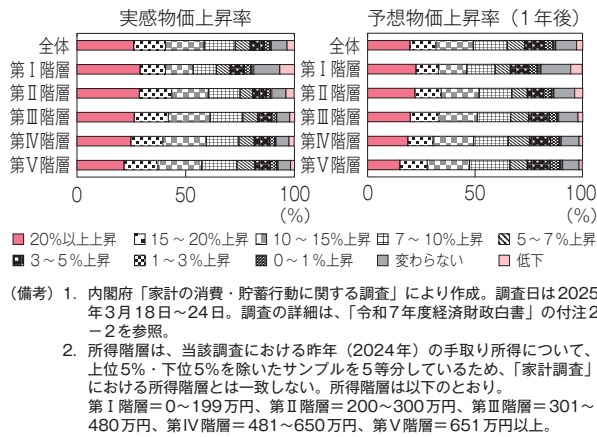 実感物価上昇率
予想物価上昇率(1年後)
全体
第Ⅰ階層
第Ⅱ階層
第Ⅲ階層
第Ⅳ階層
第Ⅴ階層
0 50 100
(%)
全体
第Ⅰ階層
第Ⅱ階層
第Ⅲ階層
第Ⅳ階層
第Ⅴ階層
0 50 100
(%)
20%以上上昇 15~20%上昇 10~15%上昇 7~10%上昇 5~7%上昇
3~5%上昇 1~3%上昇 0~1%上昇 変わらない 低下
(備考)1. 内閣府「家計の消費・貯蓄行動に関する調査」により作成。調査日は2025
年3月18日~24日。調査の詳細は、「令和7年度経済財政白書」の付注2
-2を参照。
2. 所得階層は、当該調査における昨年(2024年)の手取り所得について、
上位5%・下位5%を除いたサンプルを5等分しているため、「家計調査」
における所得階層とは一致しない。所得階層は以下のとおり。
第Ⅰ階層=0~199万円、第Ⅱ階層=200~300万円、第Ⅲ階層=301~
480万円、第Ⅳ階層=481~650万円、第Ⅴ階層=651万円以上。